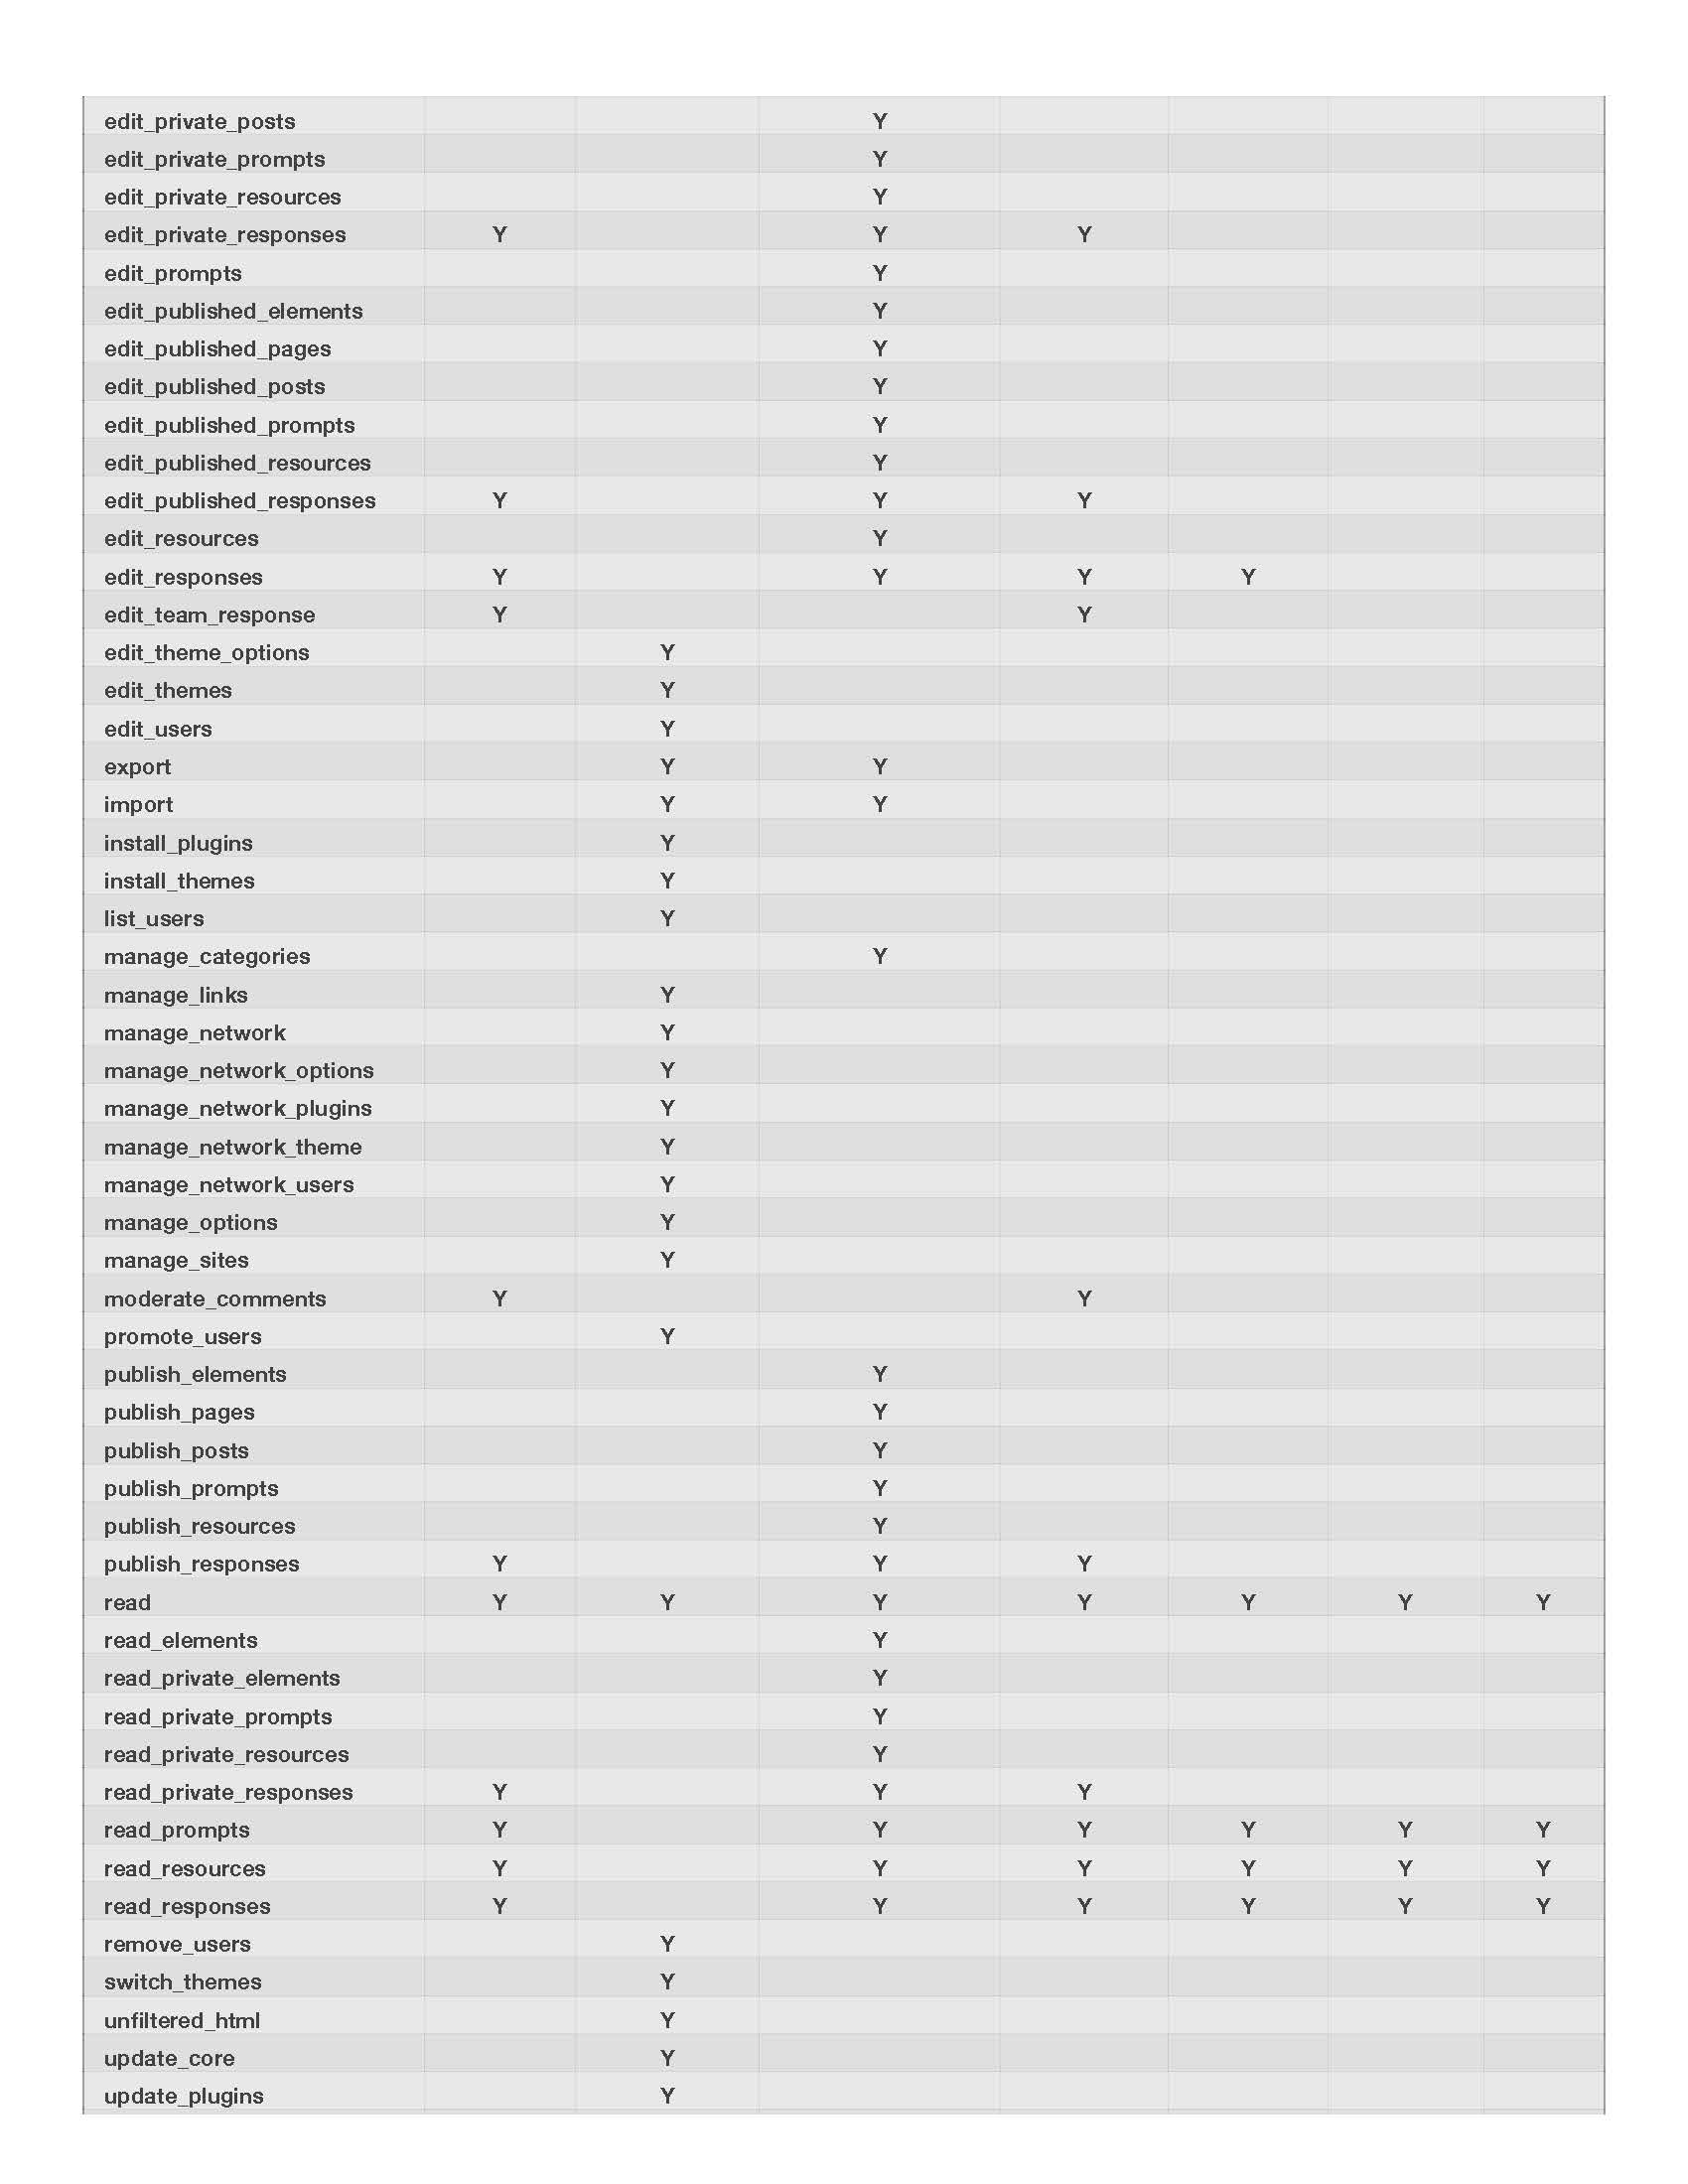 edit_private_posts Y
edit_private_prompts Y
edit_private_resources Y
edit_private_responses Y Y Y
edit_prompts Y
edit_published_elements Y
edit_published_pages Y
edit_published_posts Y
edit_published_prompts Y
edit_published_resources Y
edit_published_responses Y Y Y
edit_resources Y
edit_responses Y Y Y Y
edit_team_response Y Y
edit_theme_options Y
edit_themes Y
edit_users Y
export Y Y
import Y Y
install_plugins Y
install_themes Y
list_users Y
manage_categories Y
manage_links Y
manage_network Y
manage_network_options Y
manage_network_plugins Y
manage_network_theme Y
manage_network_users Y
manage_options Y
manage_sites Y
moderate_comments Y Y
promote_users Y
publish_elements Y
publish_pages Y
publish_posts Y
publish_prompts Y
publish_resources Y
publish_responses Y Y Y
read Y Y Y Y Y Y Y
read_elements Y
read_private_elements Y
read_private_prompts Y
read_private_resources Y
read_private_responses Y Y Y
read_prompts Y Y Y Y Y Y
read_resources Y Y Y Y Y Y
read_responses Y Y Y Y Y Y
remove_users Y
switch_themes Y
unfiltered_html Y
update_core Y
update_plugins Y